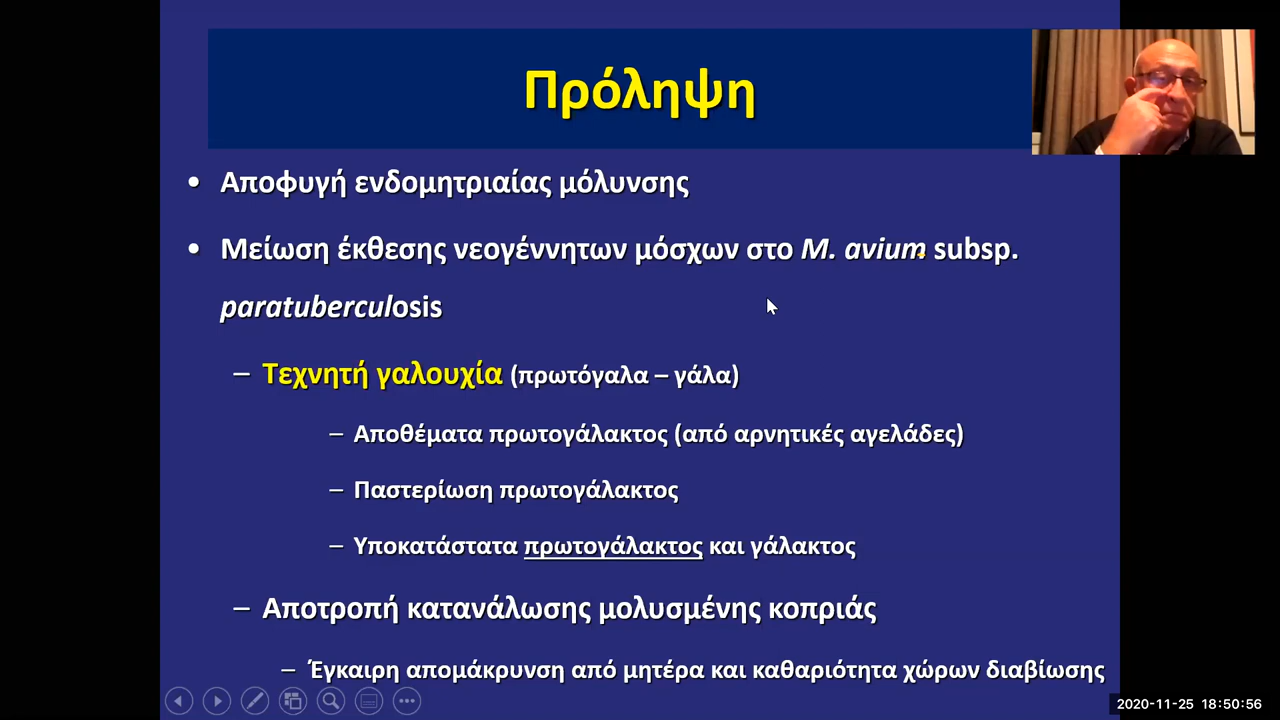 Πρόληψη
• Αποφυγή ενδομητριαίας μόλυνσης
• Μείωση έκθεσης νεογέννητων μόσχων στο M. avium subsp.
paratuberculosis
– Τεχνητή γαλουχία (πρωτόγαλα – γάλα)
– Αποθέματα πρωτογάλακτος (από αρνητικές αγελάδες)
– Παστερίωση πρωτογάλακτος
– Υποκατάστατα πρωτογάλακτος και γάλακτος
– Αποτροπή κατανάλωσης μολυσμένης κοπριάς
– Έγκαιρη απομάκρυνση από μητέρα και καθαριότητα χώρων διαβίωσης
2020-11-25 18:50:56